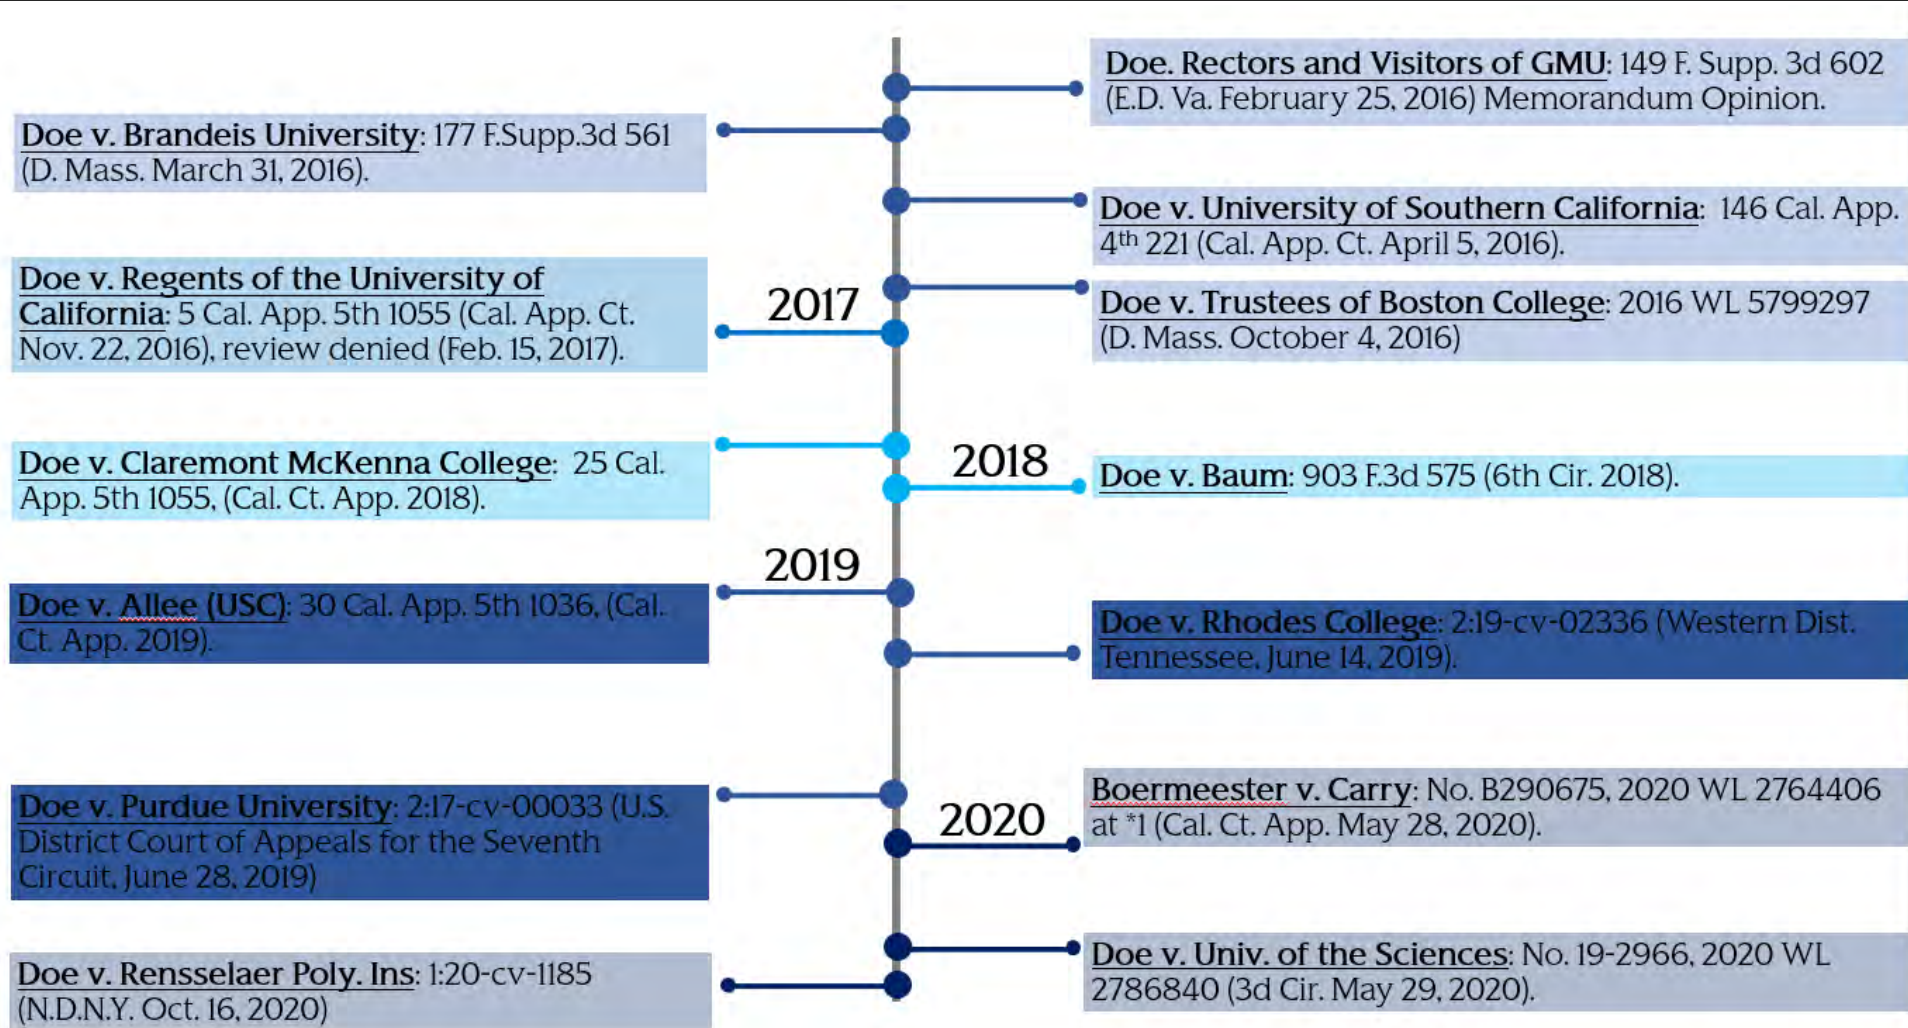 Doe. Rectors and Visitors of GMU: 149 F. Supp. 3d 602
(E.D. Va. February 25, 2016) Memorandum Opinion.
Doe v. Brandeis University: 177 F.Supp.3d 561
(D. Mass. March 31, 2016).
Doe v. University of Southern California: 146 Cal. App.
4th 221 (Cal. App. Ct. April 5, 2016).
Doe v. Trustees of Boston College: 2016 WL 5799297
(D. Mass. October 4, 2016)
2017
Doe v. Regents of the University of
California: 5 Cal. App. 5th 1055 (Cal. App. Ct.
Nov. 22, 2016), review denied (Feb. 15, 2017).
Doe v. Claremont McKenna College: 25 Cal.
App. 5th 1055, (Cal. Ct. App. 2018).
2018
Doe v. Baum: 903 F.3d 575 (6th Cir. 2018).
2019
Doe v. Allee (USC): 30 Cal. App. 5th 1036, (Cal.
Ct. App. 2019).
Doe v. Rhodes College: 2:19-cv-02336 (Western Dist.
Tennessee, June 14, 2019).
Doe v. Purdue University: 2:17-cv-00033 (U.S.
District Court of Appeals for the Seventh
Circuit, June 28, 2019)
2020
Boermeester v. Carry: No. B290675, 2020 WL 2764406
at *1 (Cal. Ct. App. May 28, 2020).
Doe v. Univ. of the Sciences: No. 19-2966, 2020 WL
2786840 (3d Cir. May 29, 2020).
Doe v. Rensselaer Poly. Ins: 1:20-cv-1185
(N.D.N.Y. Oct. 16, 2020)